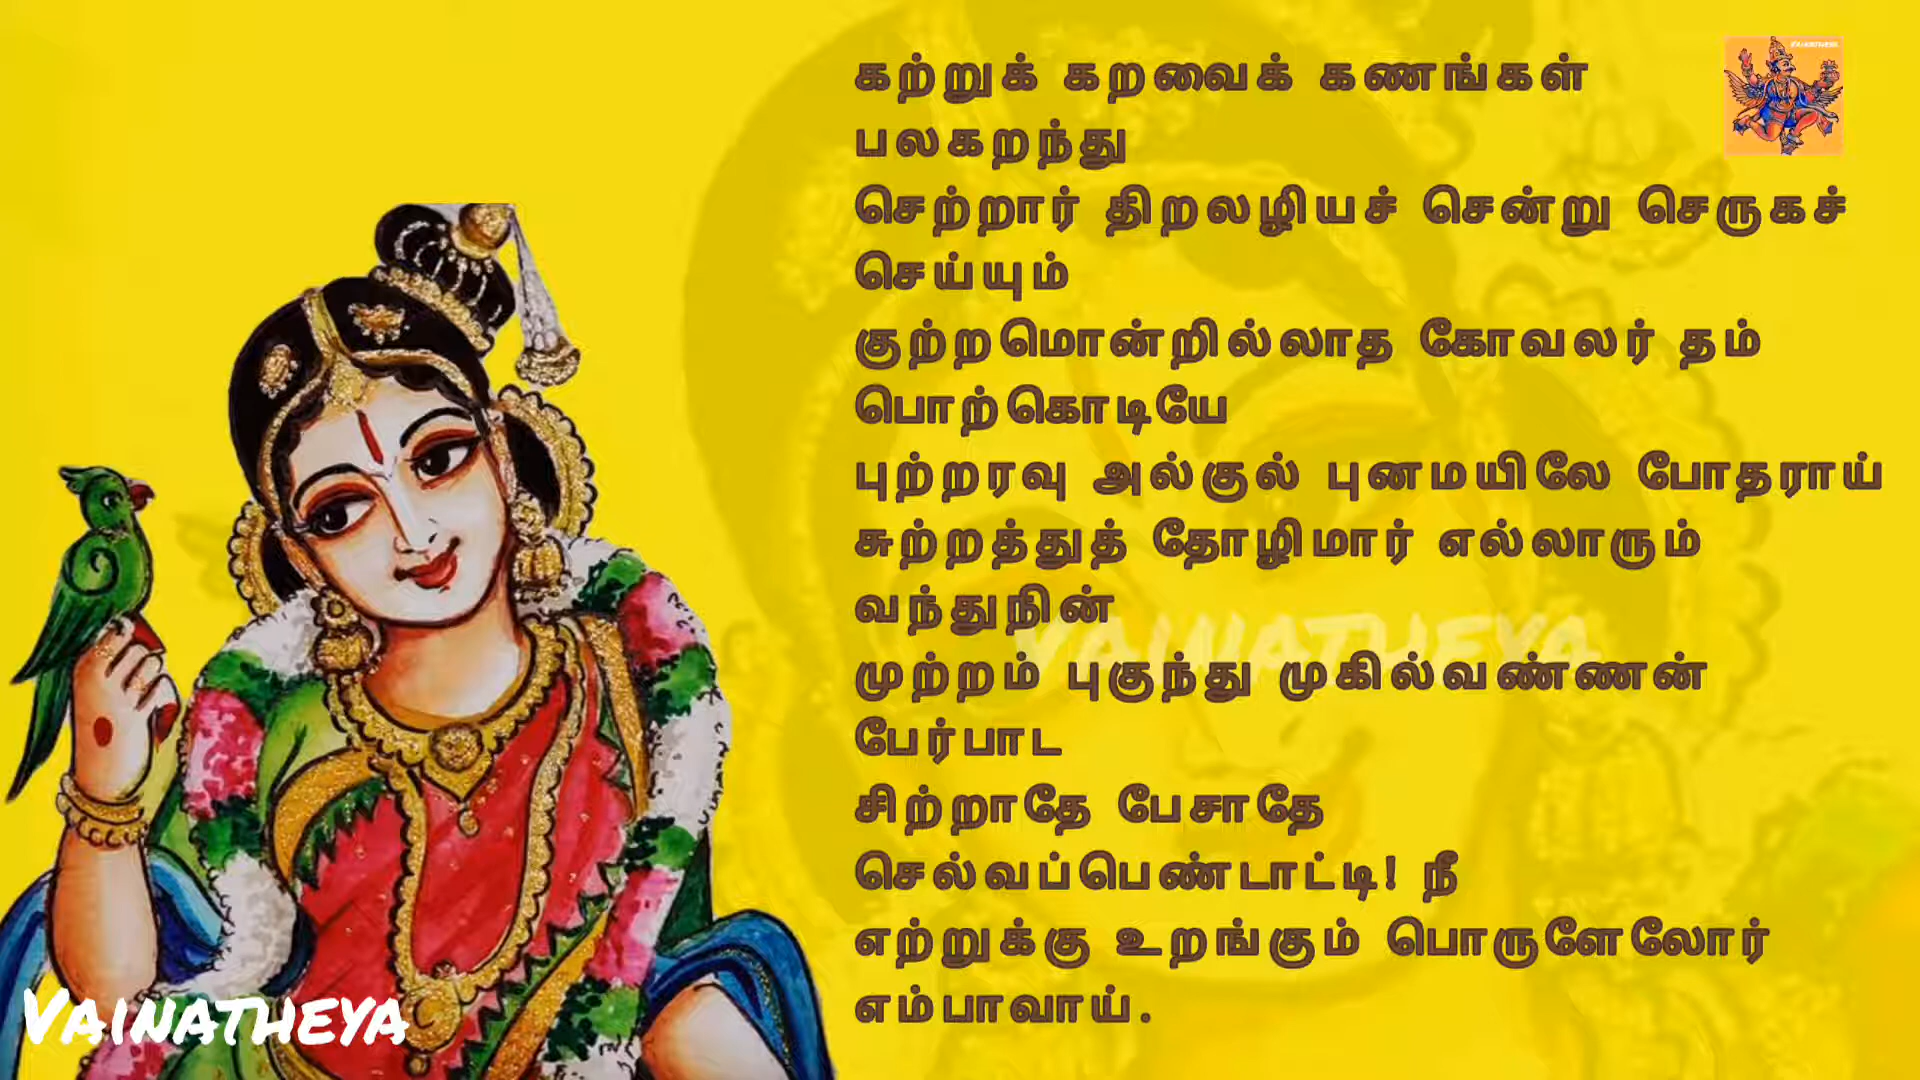 VAINATHEYA
கற்றுக் கறவைக் கணங்கள்
பலகறந்து
செற்றார் திறலழியச் சென்று செருகச்
செய்யும்
குற்றமொன்றில்லாத கோவலர் தம்
பொற்கொடியே
புற்றரவு அல்குல் புனமயிலே போதராய்
சுற்றத்துத் தோழிமார் எல்லாரும்
வந்துநின்
முற்றம் புகுந்து முகில்வண்ணன்
பேர்பாட
சிற்றாதே பேசாதே
செல்வப்பெண்டாட்டி! நீ
எற்றுக்கு உறங்கும் பொருளேலோர்
எம்பாவாய்.
VAINATHEYA
VAINATHEYA